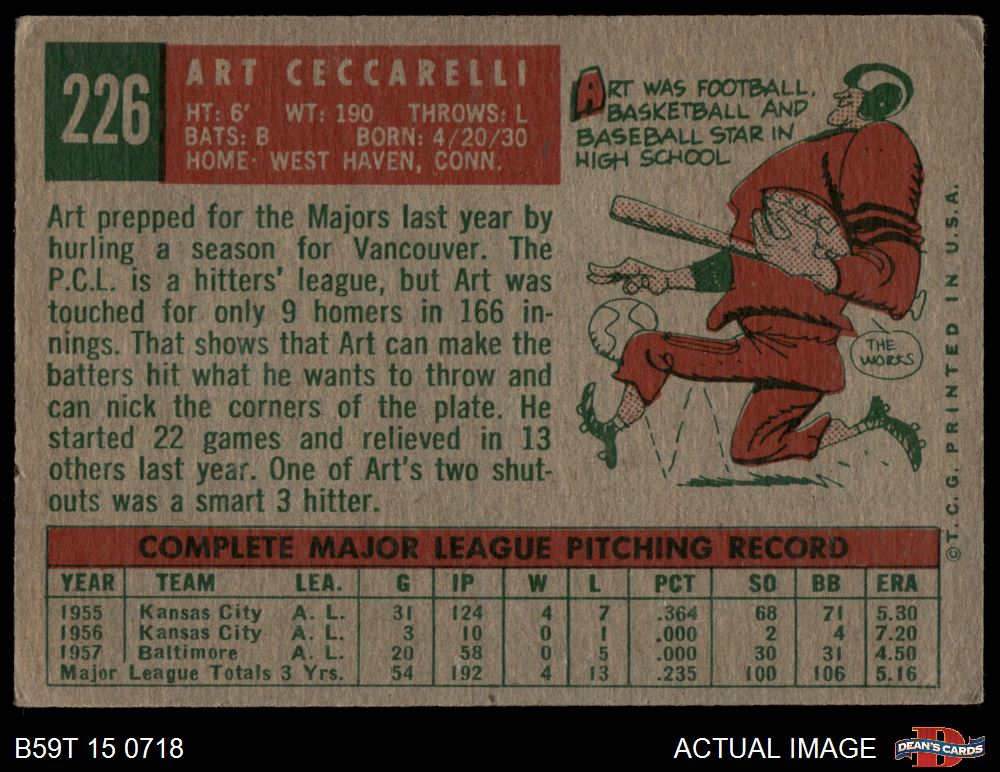 226
ART CECCARELLI
HT: 6' WT: 190 THROWS: L
BATS: B BORN: 4/20/30
HOME· WEST HAVEN, CONN.
ART WAS FOOTBALL,
BASKETBALL AND
BASEBALL STAR IN
HIGH SCHOOL
THE
WORKS
Art prepped for the Majors last year by
hurling a season for Vancouver. The
P.C.L. is a hitters' league, but Art was
touched for only 9 homers in 166 in-
nings. That shows that Art can make the
batters hit what he wants to throw and
can nick the corners of the plate. He
started 22 games and relieved in 13
others last year. One of Art's two shut-
outs was a smart 3 hitter.
©T. C. G. PRINTED IN U.S.A.
COMPLETE MAJOR LEAGUE PITCHING RECORD
YEAR TEAM LEA. G IP W L PCT SO BB ERA
1955 Kansas City A. L. 31 124 4 7 .364 68 71 5.30
1956 Kansas City A. L. 3 10 0 1 .000 2 4 7.20
1957 Baltimore A. L. 20 58 0 5 .000 30 31 4.50
Major League Totals 3 Yrs. 54 192 4 13 .235 100 106 5.16
B59T 15 0718
ACTUAL IMAGE
D
DEAN'S CARDS